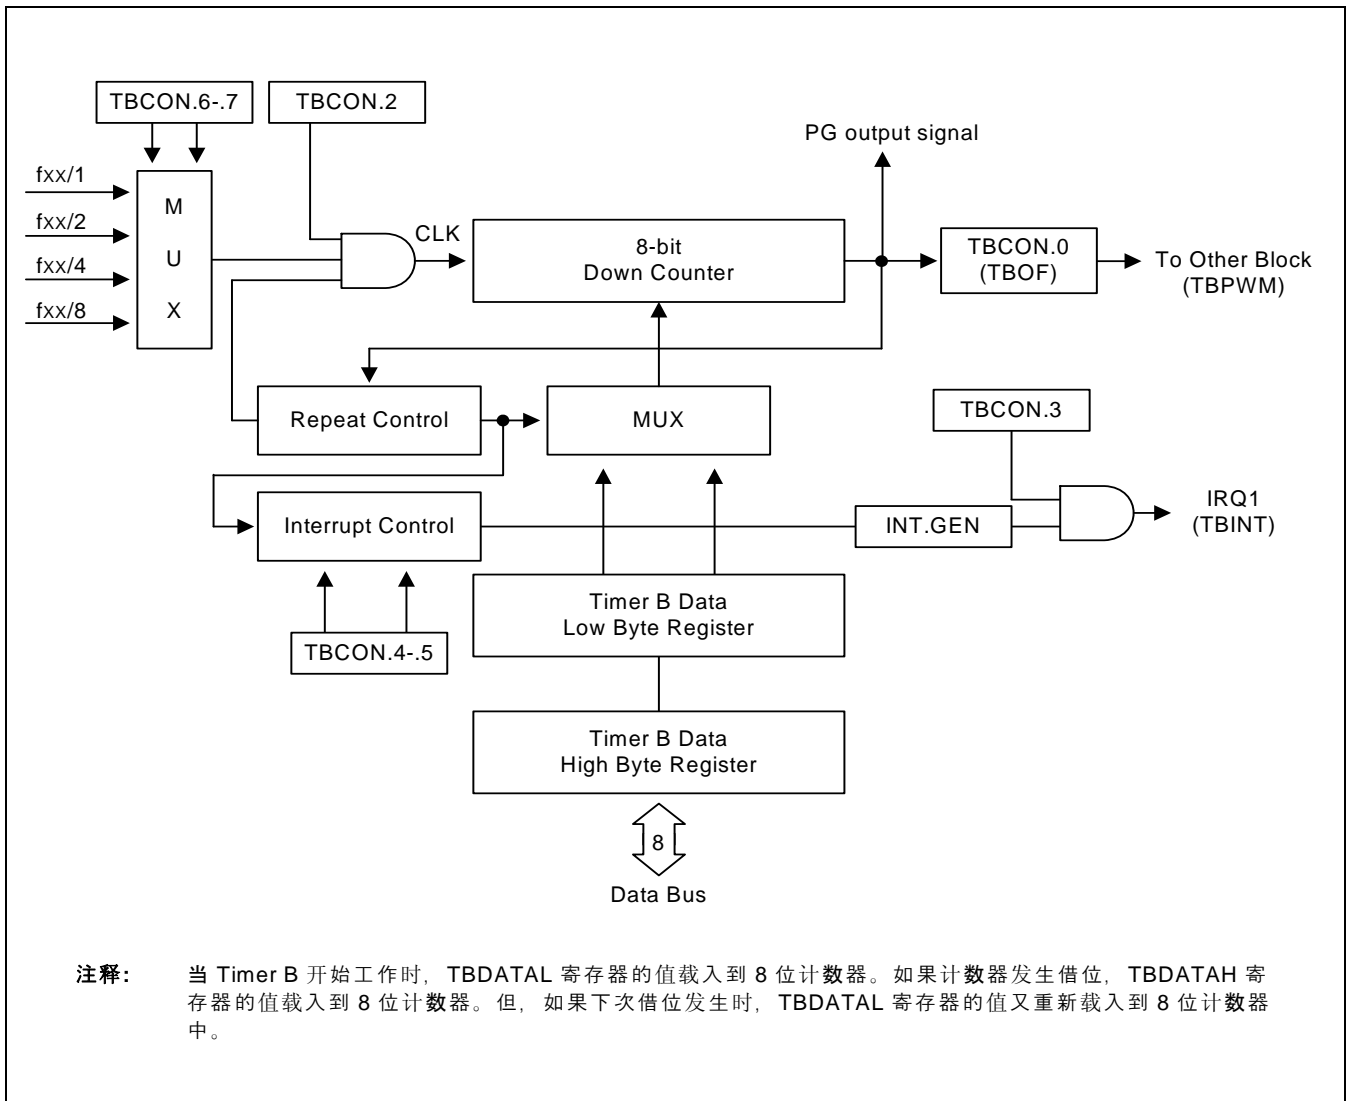 TBCON.6-.7
TBCON.2
PG output signal
fxx/1
fxx/2
fxx/4
fxx/8
M
U
X
CLK
8-bit
Down Counter
TBCON.0
(TBOF)
To Other Block
(TBPWM)
Repeat Control
MUX
TBCON.3
Interrupt Control
INT.GEN
IRQ1
(TBINT)
Timer B Data
Low Byte Register
TBCON.4-.5
Timer B Data
High Byte Register
8
Data Bus
注释: 当 Timer B 开始工作时, TBDATAL 寄存器的值载入到 8 位计数器。如果计数器发生借位, TBDATAH 寄
存器的值载入到 8 位计数器。但, 如果下次借位发生时, TBDATAL 寄存器的值又重新载入到 8 位计数器
中。